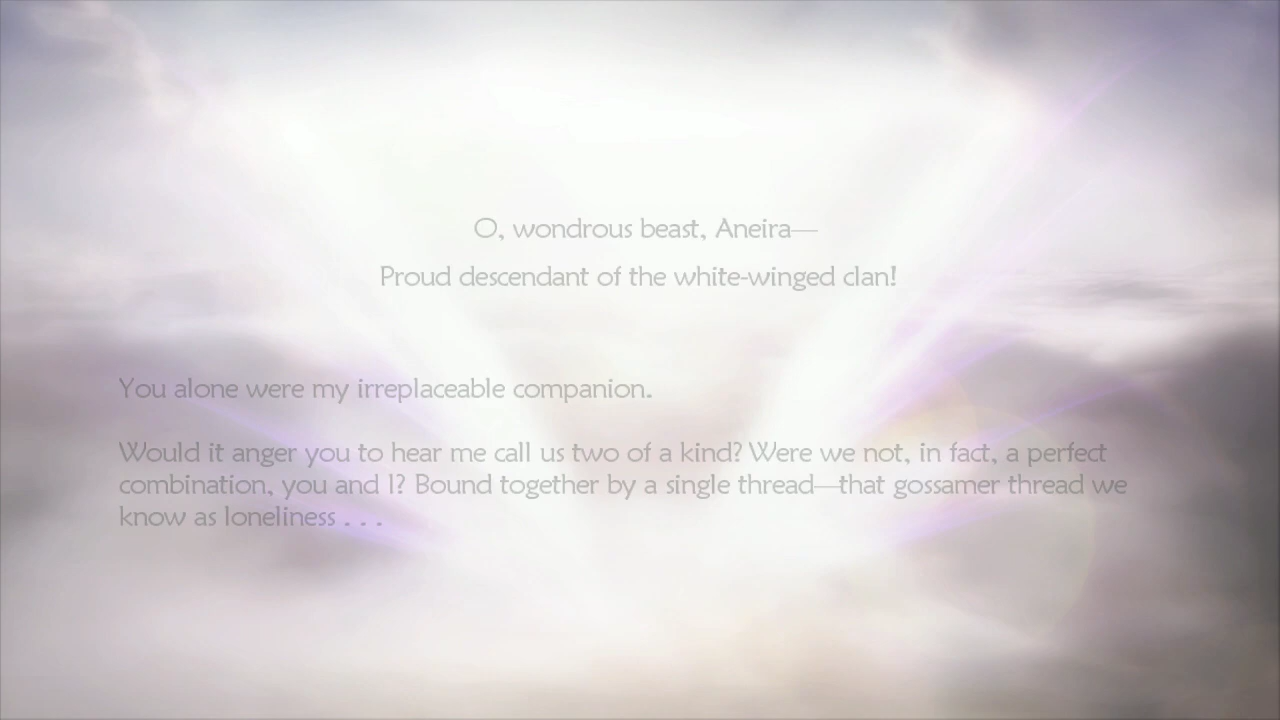 O, wondrous beast, Aneira—
Proud descendant of the white-winged clan!
You alone were my irreplaceable companion.
Would it anger you to hear me call us two of a kind? Were we not, in fact, a perfect
combination, you and I? Bound together by a single thread—that gossamer thread we
know as loneliness . . .